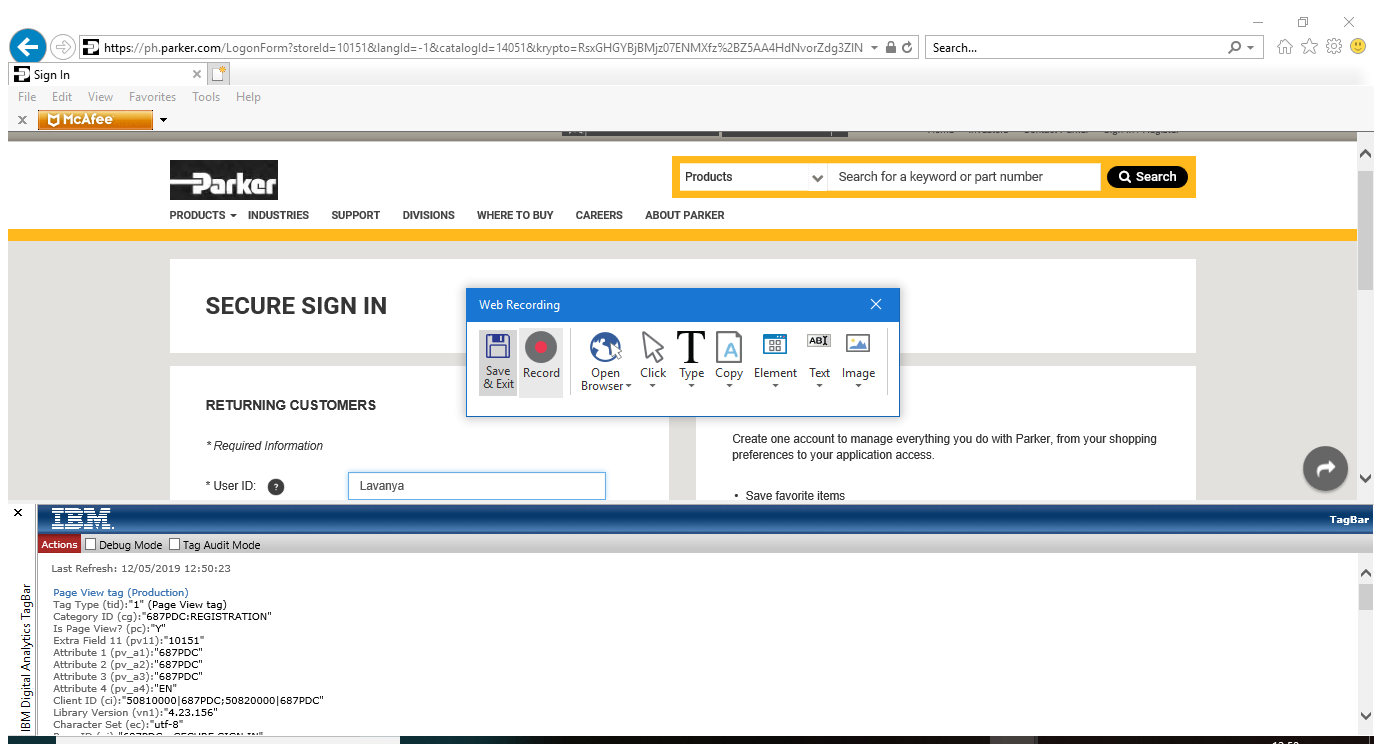 https://ph.parker.com/LogonForm?storeId=10151&langId=-1&catalogId=14051&krypto=RsxGHGYBjBMjz07ENMXfz%2BZ5AA4HdNvorZdg3ZIN
Search...
Sign In
File Edit View Favorites Tools Help
x McAfee
Parker
Products Search for a keyword or part number Search
PRODUCTS INDUSTRIES SUPPORT DIVISIONS WHERE TO BUY CAREERS ABOUT PARKER
SECURE SIGN IN
Web Recording
Save & Exit Record Open Browser Click Type Copy Element Text Image
RETURNING CUSTOMERS
* Required Information
* User ID: ? Lavanya
Create one account to manage everything you do with Parker, from your shopping
preferences to your application access.
• Save favorite items
IBM.
TagBar
Actions Debug Mode Tag Audit Mode
IBM Digital Analytics TagBar
Last Refresh: 12/05/2019 12:50:23
Page View tag (Production)
Tag Type (tid):"1" (Page View tag)
Category ID (cg):"687PDC:REGISTRATION"
Is Page View? (pc):"Y"
Extra Field 11 (pv11):"10151"
Attribute 1 (pv_a1):"687PDC"
Attribute 2 (pv_a2):"687PDC"
Attribute 3 (pv_a3):"687PDC"
Attribute 4 (pv_a4):"EN"
Client ID (ci):"50810000|687PDC;50820000|687PDC"
Library Version (vn1):"4.23.156"
Character Set (ec):"utf-8"